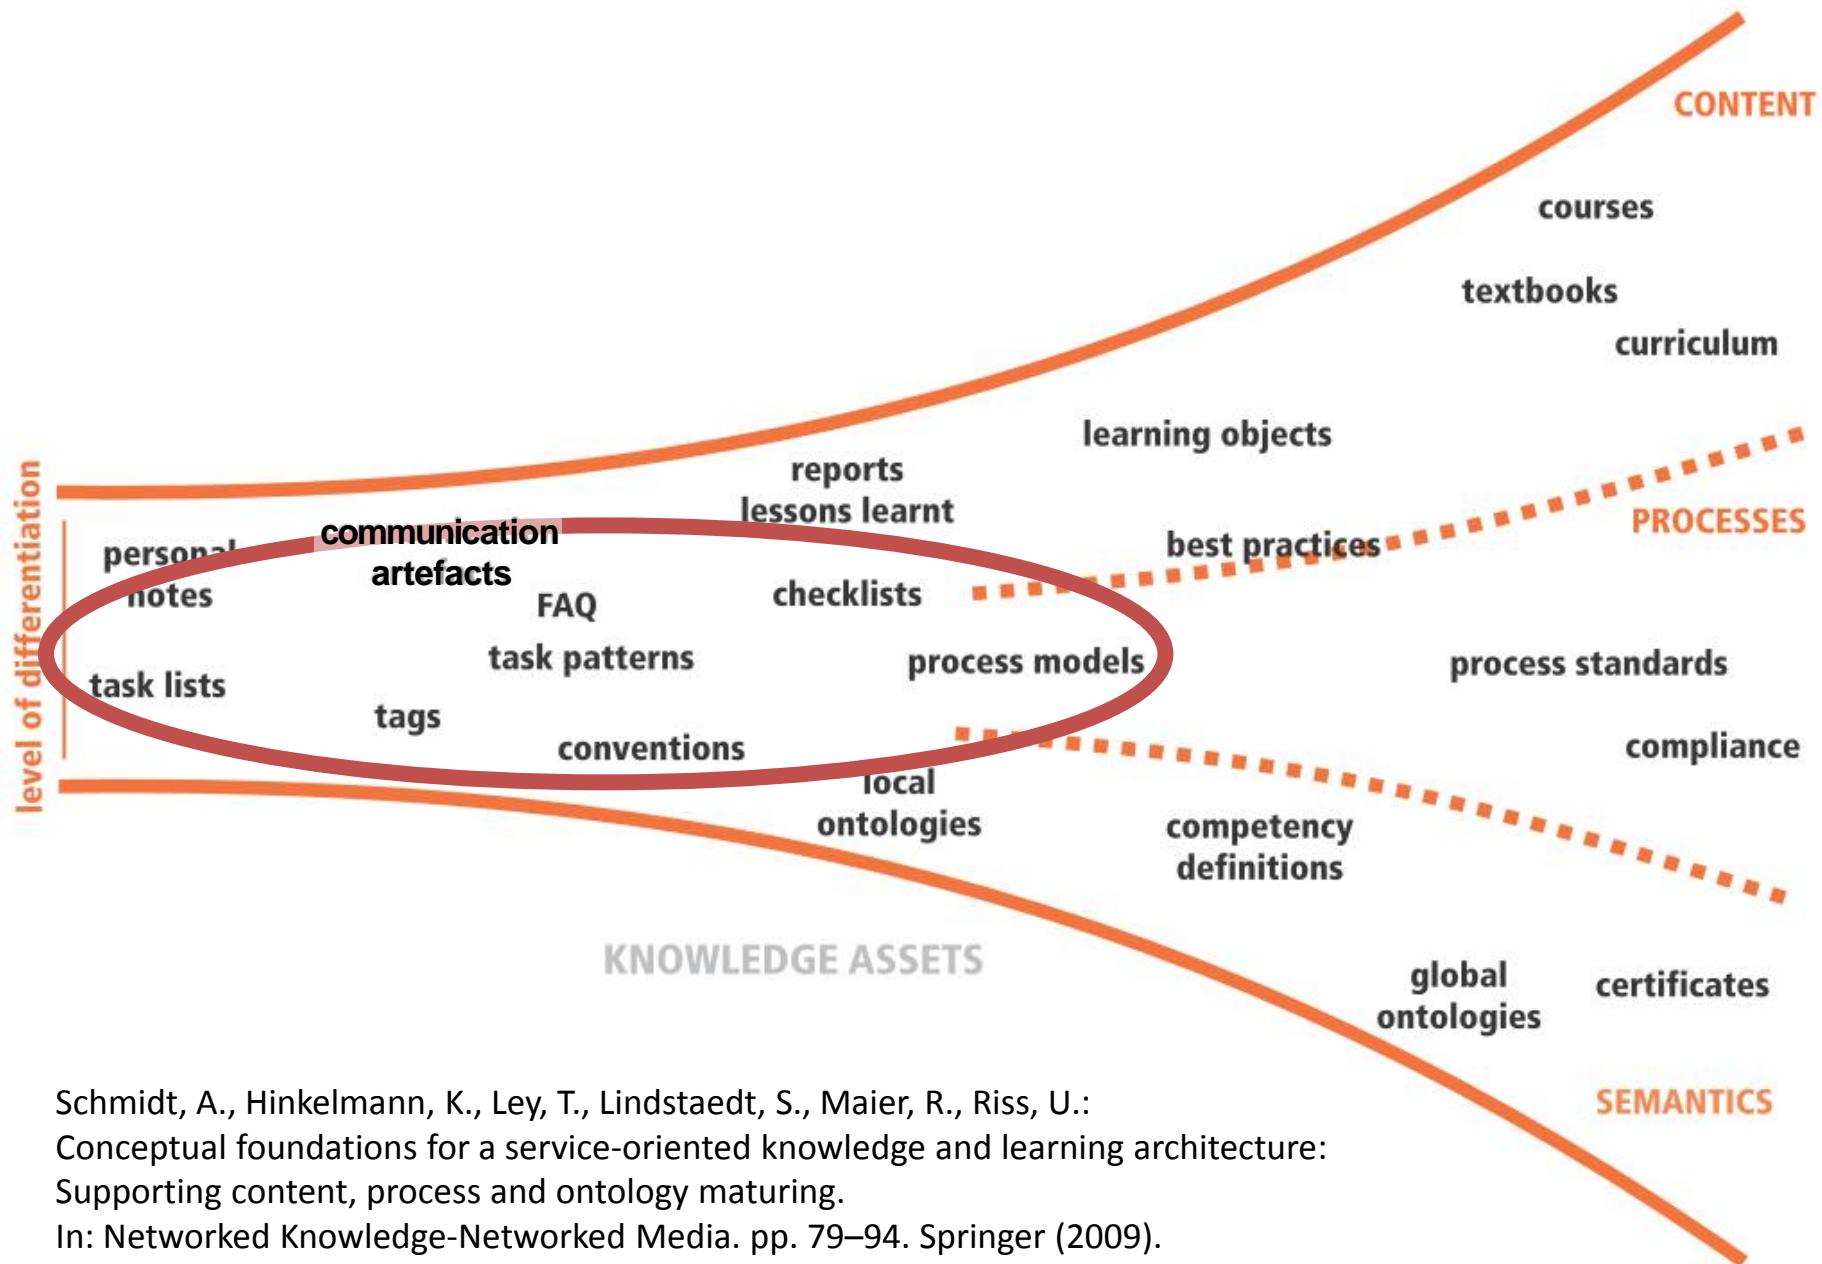 CONTENT
courses
textbooks
curriculum
learning objects
reports
lessons learnt
PROCESSES
best practices
level of differentiation
personal
notes
communication
artefacts
FAQ
checklists
task patterns
process models
process standards
task lists
tags
conventions
compliance
local
ontologies
competency
definitions
KNOWLEDGE ASSETS
global
ontologies
certificates
SEMANTICS
Schmidt, A., Hinkelmann, K., Ley, T., Lindstaedt, S., Maier, R., Riss, U.:
Conceptual foundations for a service-oriented knowledge and learning architecture:
Supporting content, process and ontology maturing.
In: Networked Knowledge-Networked Media. pp. 79–94. Springer (2009).